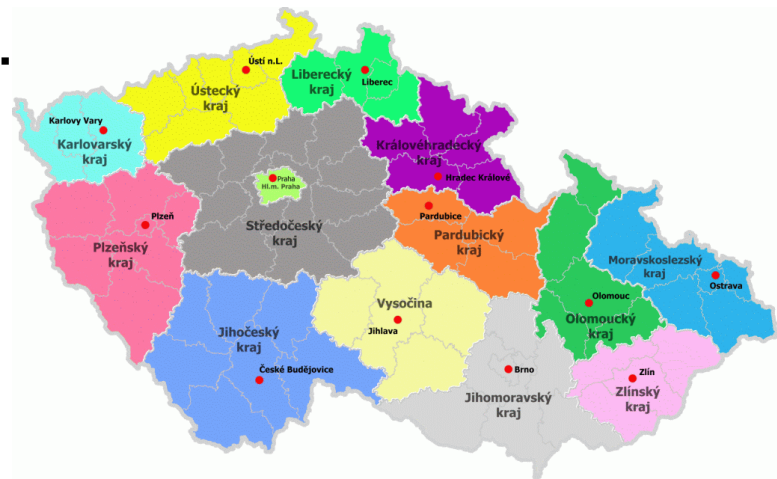 Ústí n.L.
Ústecký
kraj
Liberecký
kraj
Liberec
Karlovy Vary
Karlovarský
kraj
Královéhradecký
kraj
Hradec Králové
Praha
Hl.m. Praha
Středočeský
kraj
Plzeň
Plzeňský
kraj
Pardubice
Pardubický
kraj
Moravskoslezský
kraj
Ostrava
Olomouc
Olomoucký
kraj
Vysočina
Jihlava
Jihočeský
kraj
České Budějovice
Brno
Jihomoravský
kraj
Zlín
Zlínský
kraj